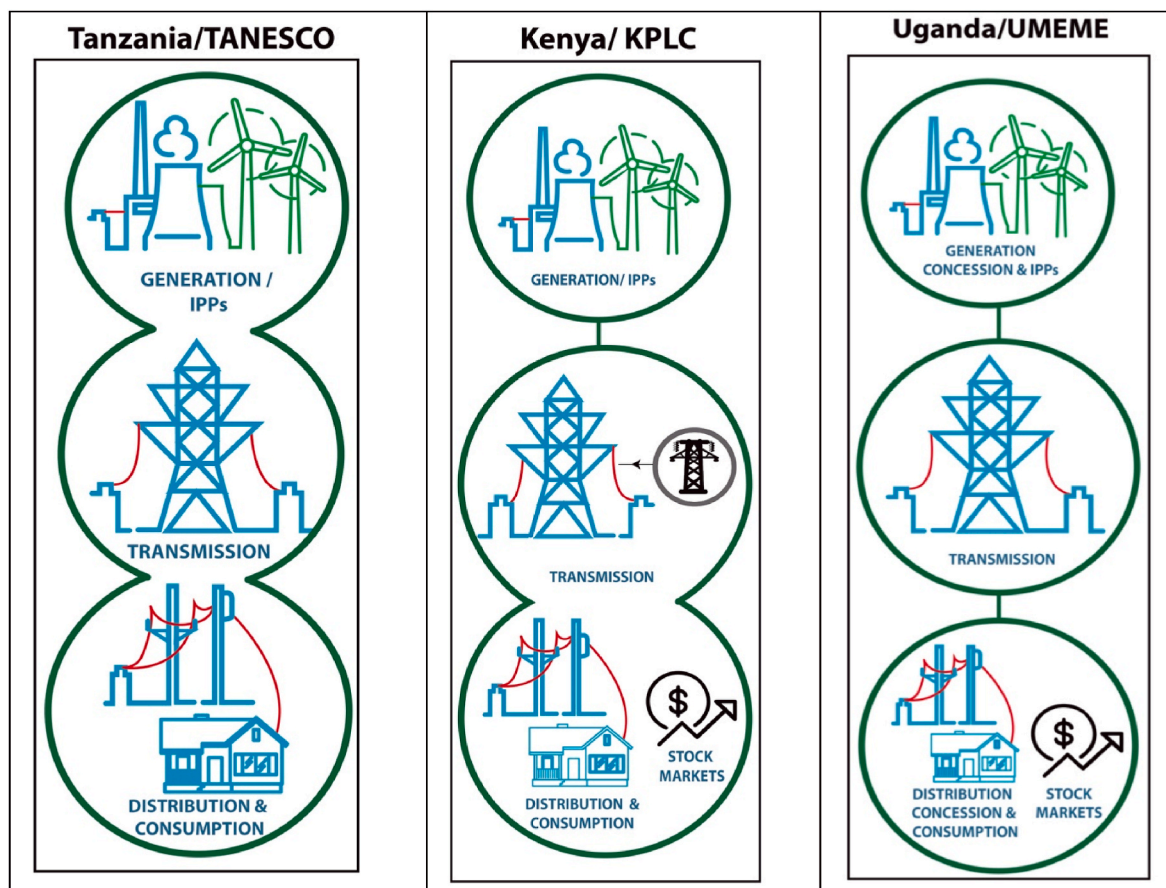 Tanzania/TANESCO
GENERATION /
IPPs
TRANSMISSION
DISTRIBUTION &
CONSUMPTION
Kenya/ KPLC
GENERATION/ IPPs
TRANSMISSION
$
STOCK
MARKETS
DISTRIBUTION &
CONSUMPTION
Uganda/UMEME
GENERATION
CONCESSION & IPPs
TRANSMISSION
$
DISTRIBUTION
CONCESSION &
CONSUMPTION
STOCK
MARKETS